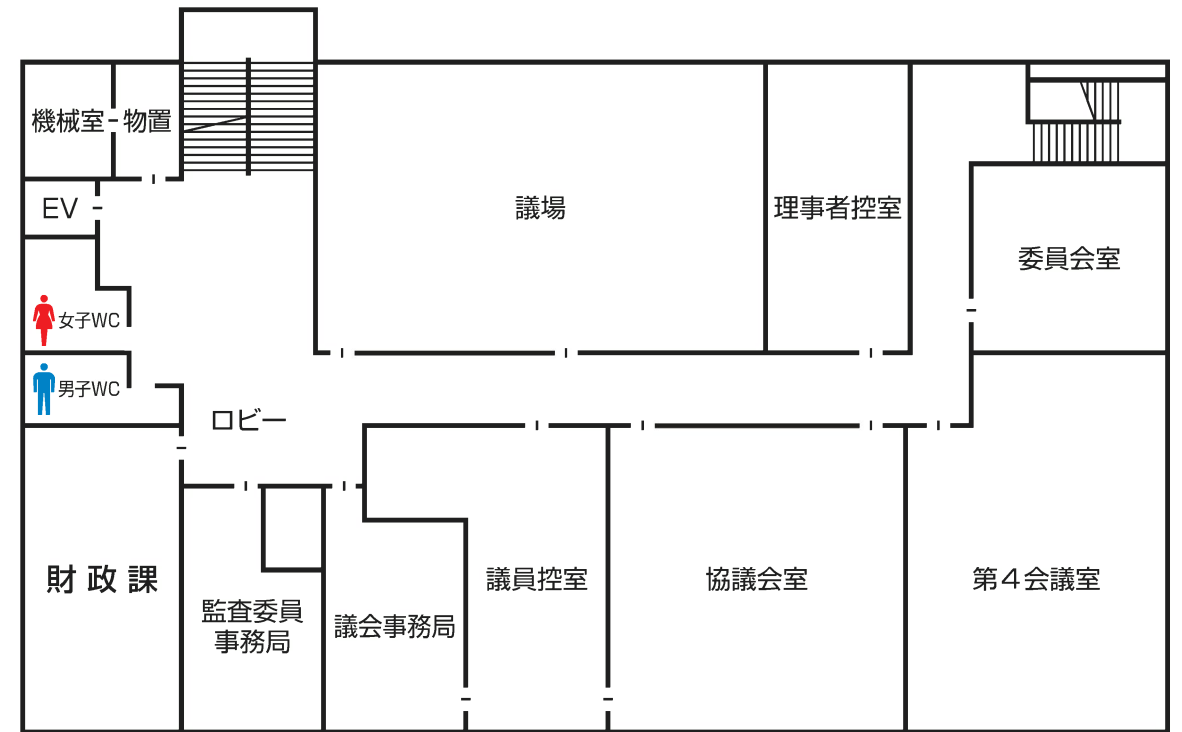 機械室
物置
EV
議場
理事者控室
委員会室
女子WC
男子WC
ロビー
財政課
監査委員
事務局
議会事務局
議員控室
協議会室
第４会議室